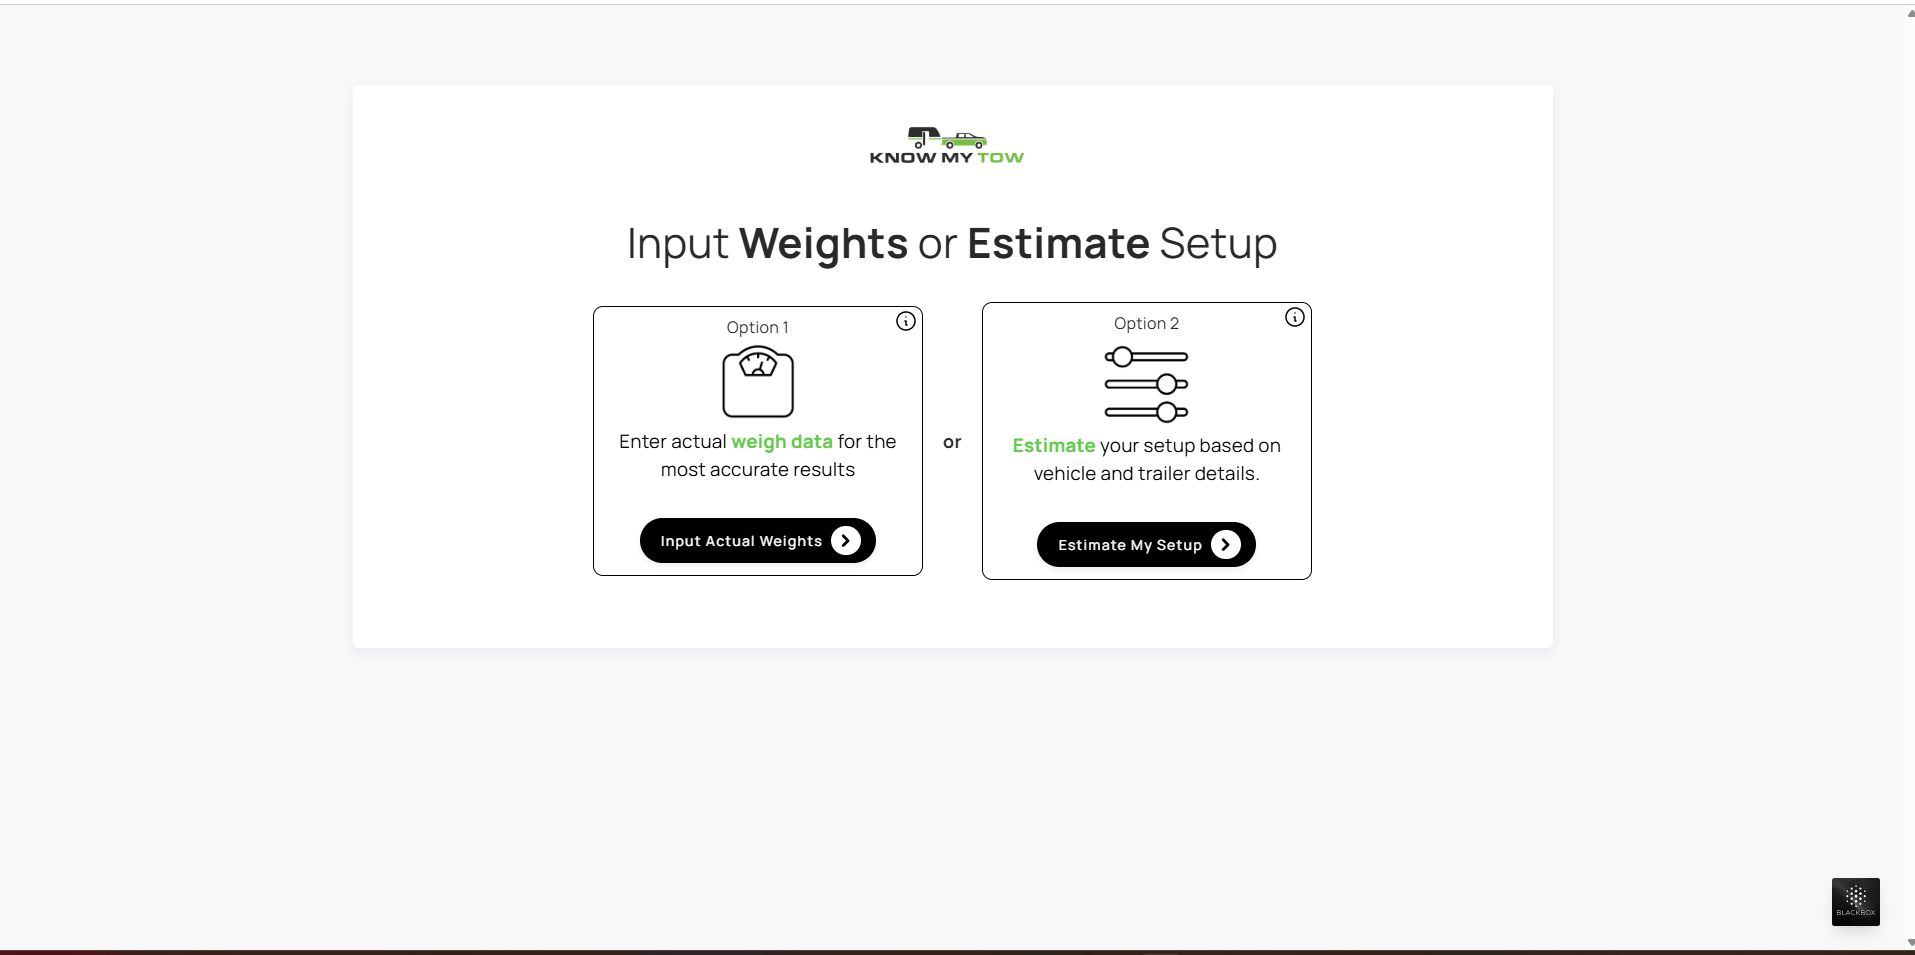 KNOW MY TOW
Input Weights or Estimate Setup
Option 1
Enter actual weigh data for the
most accurate results
Input Actual Weights
or
Option 2
Estimate your setup based on
vehicle and trailer details.
Estimate My Setup
BLACKBOX